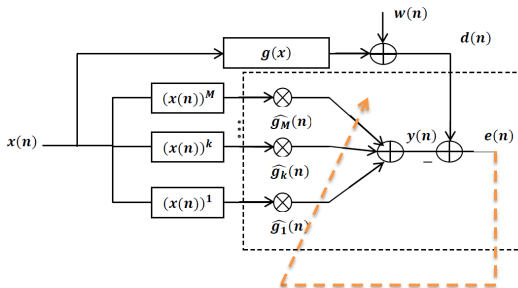 w(n)
d(n)
g(x)
(x(n))^M
ĝ_M(n)
x(n)
(x(n))^k
y(n)
e(n)
−
ĝ_k(n)
(x(n))^1
ĝ_1(n)